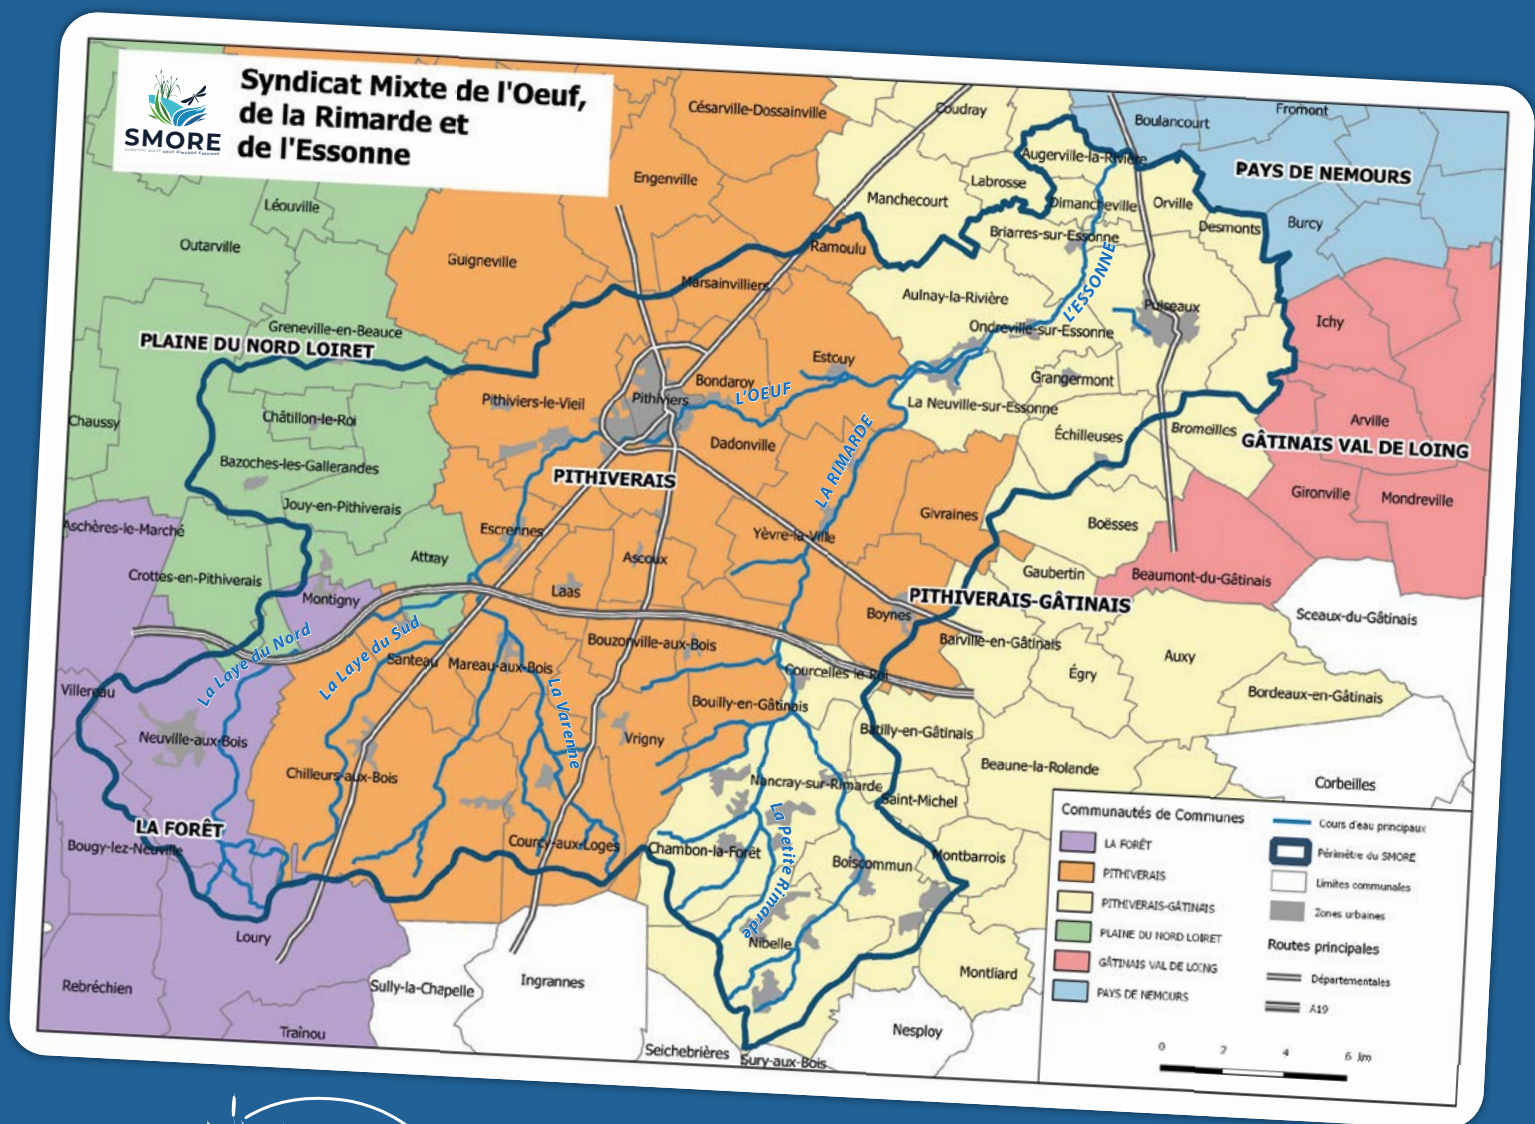 Syndicat Mixte de l'Oeuf,
de la Rimarde et
de l'Essonne
SMORE
Césarville-Dossainville
Coudray
Boulancourt
Fromont
Augerville-la-Rivière
PAYS DE NEMOURS
Engenville
Labrosse
Manchecourt
Dimancheville
Orville
Léouville
Burcy
Desmonts
Briarres-sur-Essonne
Outarville
Ramoulu
Guigneville
Marsainvilliers
L'ESSONNE
Aulnay-la-Rivière
Puiseaux
Ichy
Greneville-en-Beauce
Ondreville-sur-Essonne
PLAINE DU NORD LOIRET
Estouy
Bondaroy
Grangermont
L'OEUF
Pithiviers
Pithiviers-le-Vieil
La Neuville-sur-Essonne
Châtillon-le-Roi
Chaussy
Arville
Bromeilles
Échilleuses
GÂTINAIS VAL DE LOING
Dadonville
LA RIMARDE
Bazoches-les-Gallerandes
PITHIVERAIS
Gironville
Mondreville
Jouy-en-Pithiverais
Givraines
Boësses
Aschères-le-Marché
Escrennes
Yèvre-la-Ville
Attray
Ascoux
Gaubertin
Beaumont-du-Gâtinais
Crottes-en-Pithiverais
Laas
Montigny
PITHIVERAIS-GÂTINAIS
Boynes
Sceaux-du-Gâtinais
Bouzonville-aux-Bois
Barville-en-Gâtinais
La Laye du Nord
La Laye du Sud
Santeau
Mareau-aux-Bois
Courcelles-le-Roi
Égry
Auxy
Villereau
Bordeaux-en-Gâtinais
Bouilly-en-Gâtinais
La Varenne
Batilly-en-Gâtinais
Neuville-aux-Bois
Vrigny
Beaune-la-Rolande
Chilleurs-aux-Bois
Nancray-sur-Rimarde
Corbeilles
Saint-Michel
LA FORÊT
Bougy-lez-Neuville
Courcy-aux-Loges
Chambon-la-Forêt
La Petite Rimarde
Boiscommun
Montbarrois
Loury
Nibelle
Montliard
Rebréchien
Sully-la-Chapelle
Ingrannes
Traînou
Nesploy
Seichebrières
Sury-aux-Bois
Communautés de Communes
LA FORÊT
PITHIVERAIS
PITHIVERAIS-GÂTINAIS
PLAINE DU NORD LOIRET
GÂTINAIS VAL DE LOING
PAYS DE NEMOURS
Cours d'eau principaux
Périmètre du SMORE
Limites communales
Zones urbaines
Routes principales
Départementales
A19
0 2 4 6 km